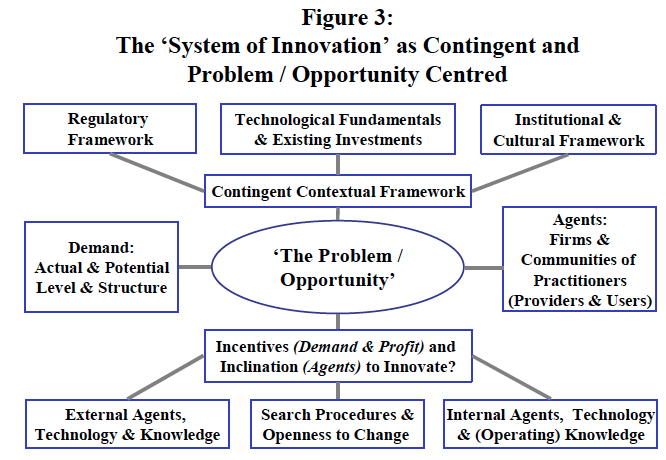 Figure 3:
The ‘System of Innovation’ as Contingent and
Problem / Opportunity Centred
Regulatory
Framework
Technological Fundamentals
& Existing Investments
Institutional &
Cultural Framework
Contingent Contextual Framework
Demand:
Actual & Potential
Level & Structure
‘The Problem /
Opportunity’
Agents:
Firms &
Communities of
Practitioners
(Providers & Users)
Incentives (Demand & Profit) and
Inclination (Agents) to Innovate?
External Agents,
Technology & Knowledge
Search Procedures &
Openness to Change
Internal Agents, Technology
& (Operating) Knowledge